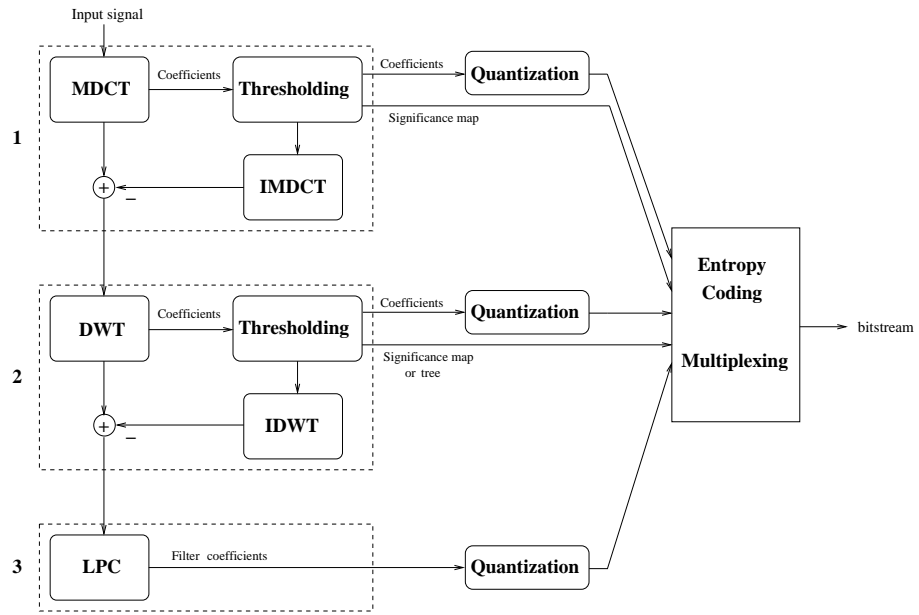 Input signal
1
MDCT
Coefficients
Thresholding
Coefficients
Quantization
Significance map
IMDCT
+
−
Entropy
Coding
Multiplexing
bitstream
2
DWT
Coefficients
Thresholding
Coefficients
Quantization
Significance map
or tree
IDWT
+
−
3
LPC
Filter coefficients
Quantization